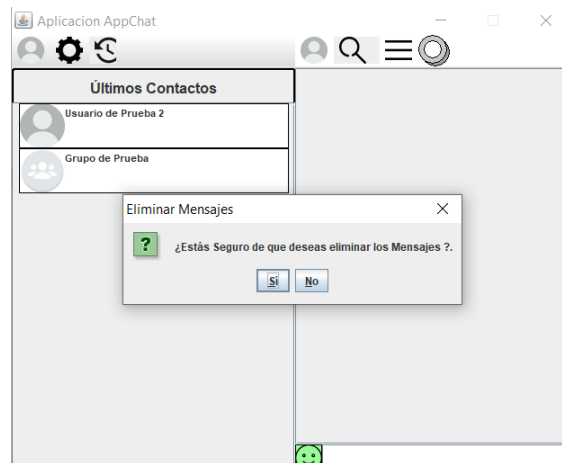 Aplicacion AppChat
Últimos Contactos
Usuario de Prueba 2
Grupo de Prueba
Eliminar Mensajes
?
¿Estás Seguro de que deseas eliminar los Mensajes ?.
Sí No